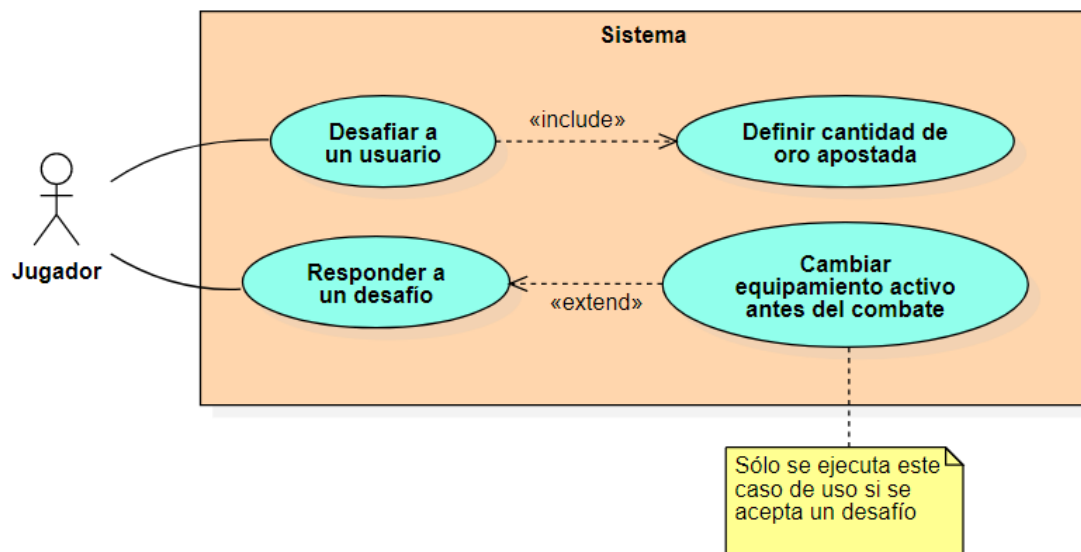 Sistema
Desafiar a
un usuario
«include»
Definir cantidad de
oro apostada
Jugador
Responder a
un desafío
«extend»
Cambiar
equipamiento activo
antes del combate
Sólo se ejecuta este
caso de uso si se
acepta un desafío